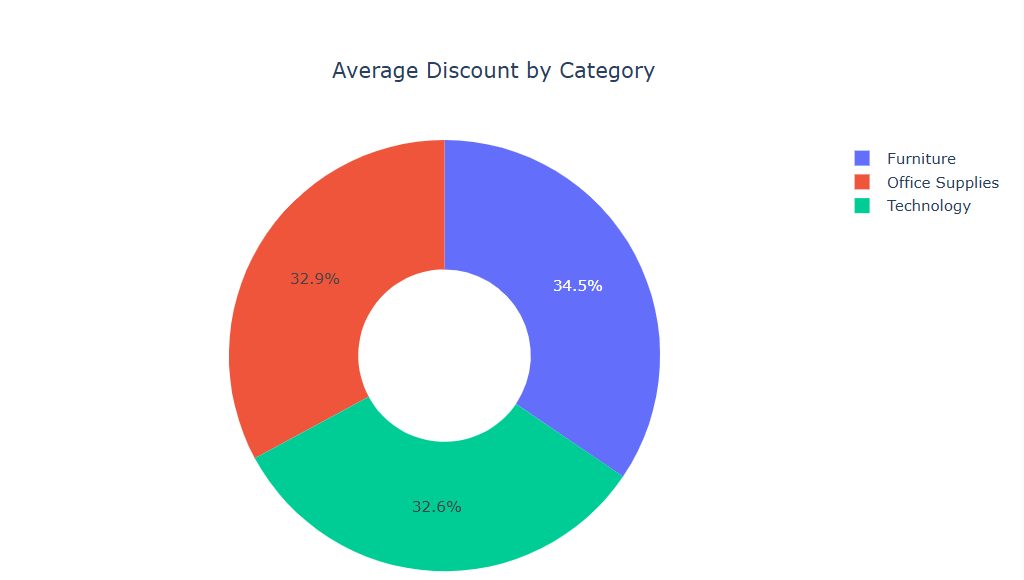 Average Discount by Category
Furniture
Office Supplies
Technology
32.9%
34.5%
32.6%